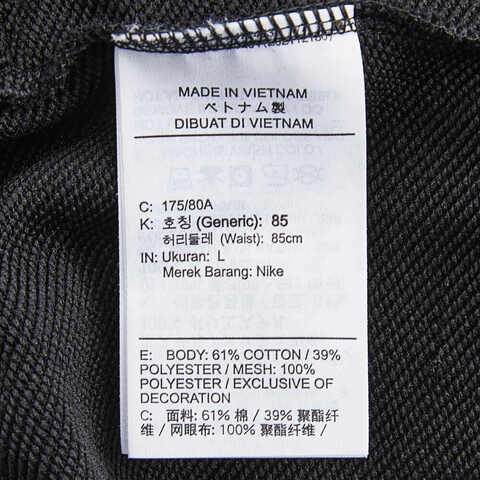 MADE IN VIETNAM
ベトナム製
DIBUAT DI VIETNAM
C: 175/80A
K: 호칭 (Generic): 85
허리둘레 (Waist): 85cm
IN: Ukuran: L
Merek Barang: Nike
E: BODY: 61% COTTON / 39%
POLYESTER / MESH: 100%
POLYESTER / EXCLUSIVE OF
DECORATION
C: 面料: 61% 棉 / 39% 聚酯纤
维 / 网眼布: 100% 聚酯纤维 /